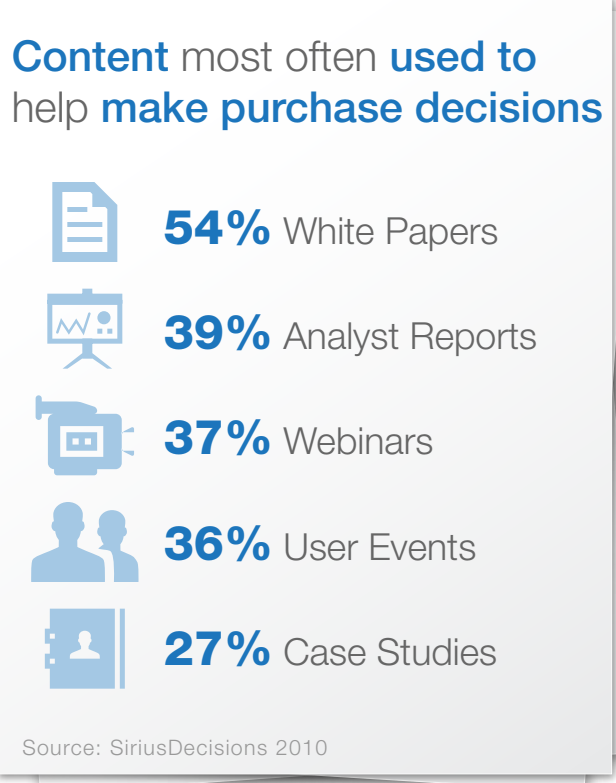 Content most often used to
help make purchase decisions
54% White Papers
39% Analyst Reports
37% Webinars
36% User Events
27% Case Studies
Source: SiriusDecisions 2010